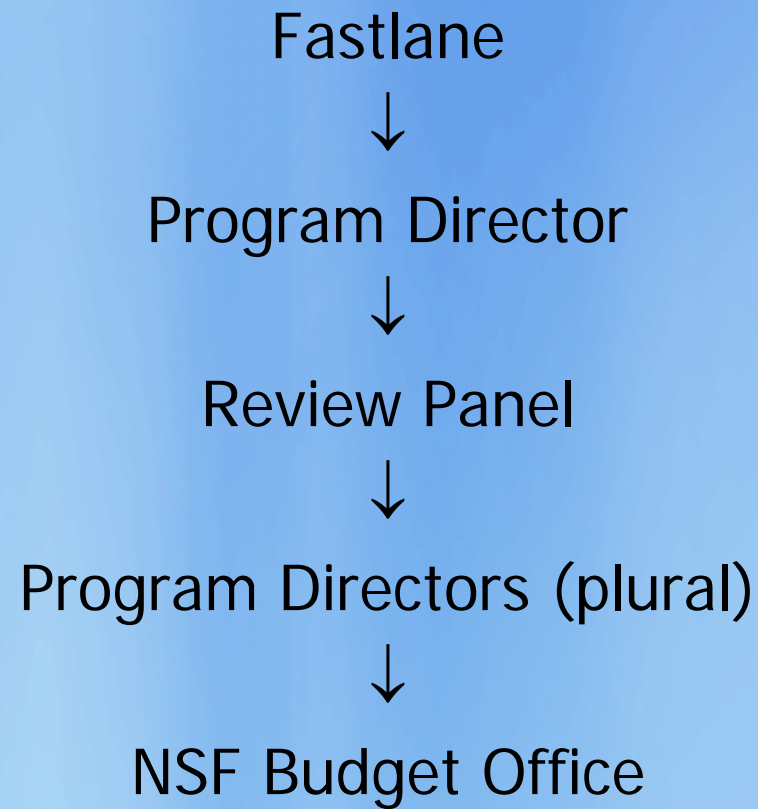 Fastlane
↓
Program Director
↓
Review Panel
↓
Program Directors (plural)
↓
NSF Budget Office